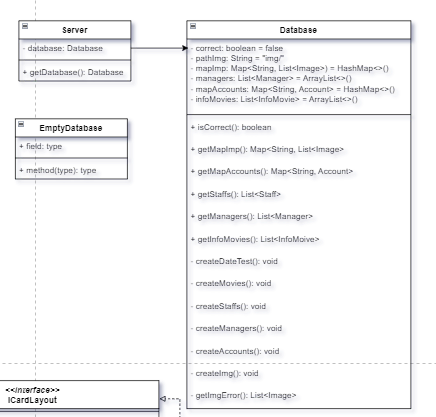 Server
- database: Database
+ getDatabase(): Database
EmptyDatabase
+ field: type
+ method(type): type
Database
- correct: boolean = false
- pathImg: String = "img/"
- mapImp: Map<String, List<Image>) = HashMap<>()
- managers: List<Manager> = ArrayList<>()
- mapAccounts: Map<String, Account> = HashMap<>()
- infoMovies: List<InfoMovie> = ArrayList<>()
+ isCorrect(): boolean
+ getMapImp(): Map<String, List<Image>
+ getMapAccounts(): Map<String, Account>
+ getStaffs(): List<Staff>
+ getManagers(): List<Manager>
+ getInfoMovies(): List<InfoMoive>
- createDateTest(): void
- createMovies(): void
- createStaffs(): void
- createManagers(): void
- createAccounts(): void
- createImg(): void
- getImgError(): List<Image>
<<interface>>
ICardLayout